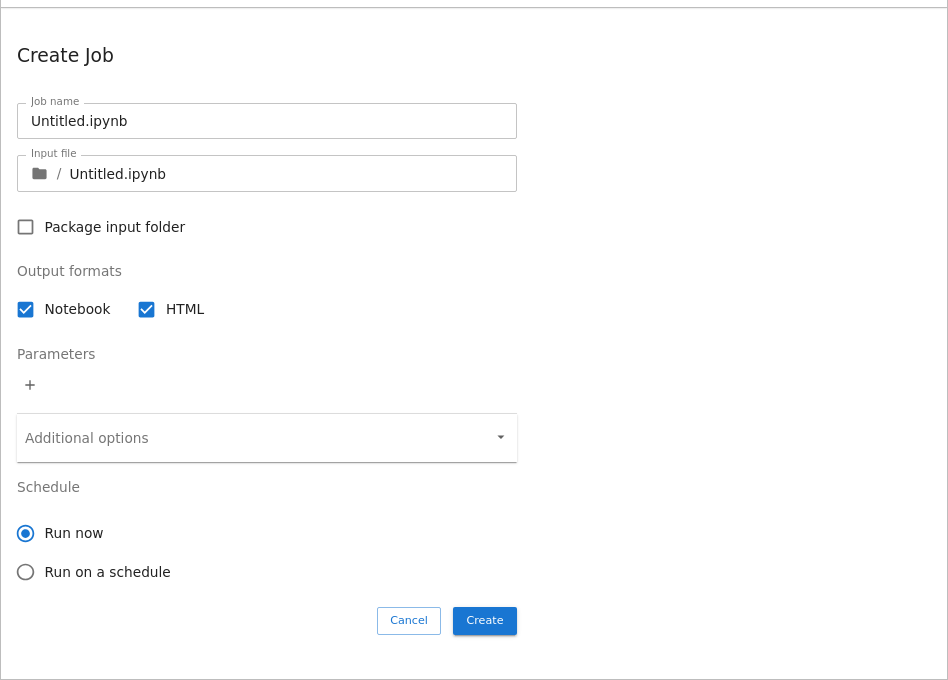 Create Job
Job name
Untitled.ipynb
Input file
/ Untitled.ipynb
Package input folder
Output formats
Notebook HTML
Parameters
+
Additional options
Schedule
Run now
Run on a schedule
Cancel Create